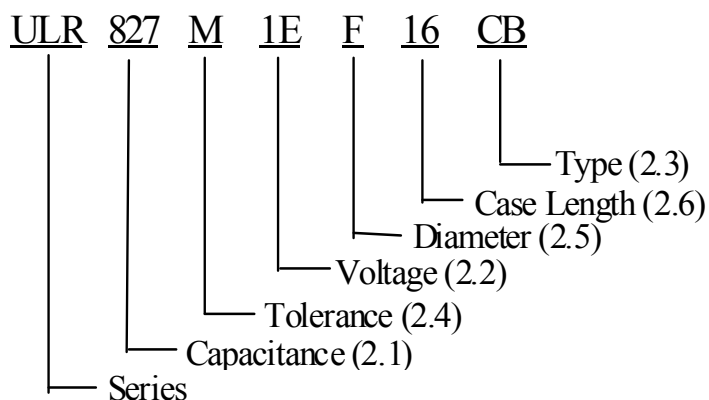 ULR 827 M 1E F 16 CB
Type (2.3)
Case Length (2.6)
Diameter (2.5)
Voltage (2.2)
Tolerance (2.4)
Capacitance (2.1)
Series